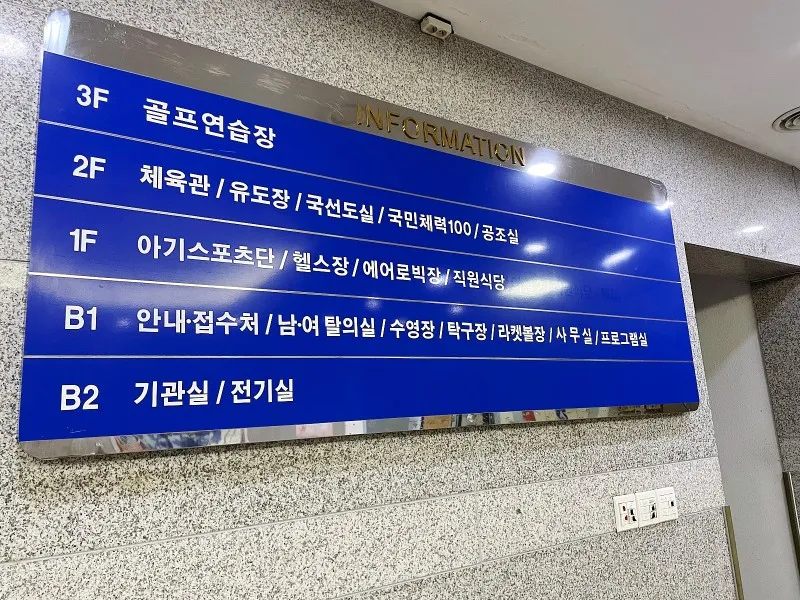 INFORMATION
3F 골프연습장
2F 체육관 / 유도장 / 국선도실 / 국민체력100 / 공조실
1F 아기스포츠단 / 헬스장 / 에어로빅장 / 직원식당
B1 안내·접수처 / 남·여 탈의실 / 수영장 / 탁구장 / 라켓볼장 / 사무실 / 프로그램실
B2 기관실 / 전기실